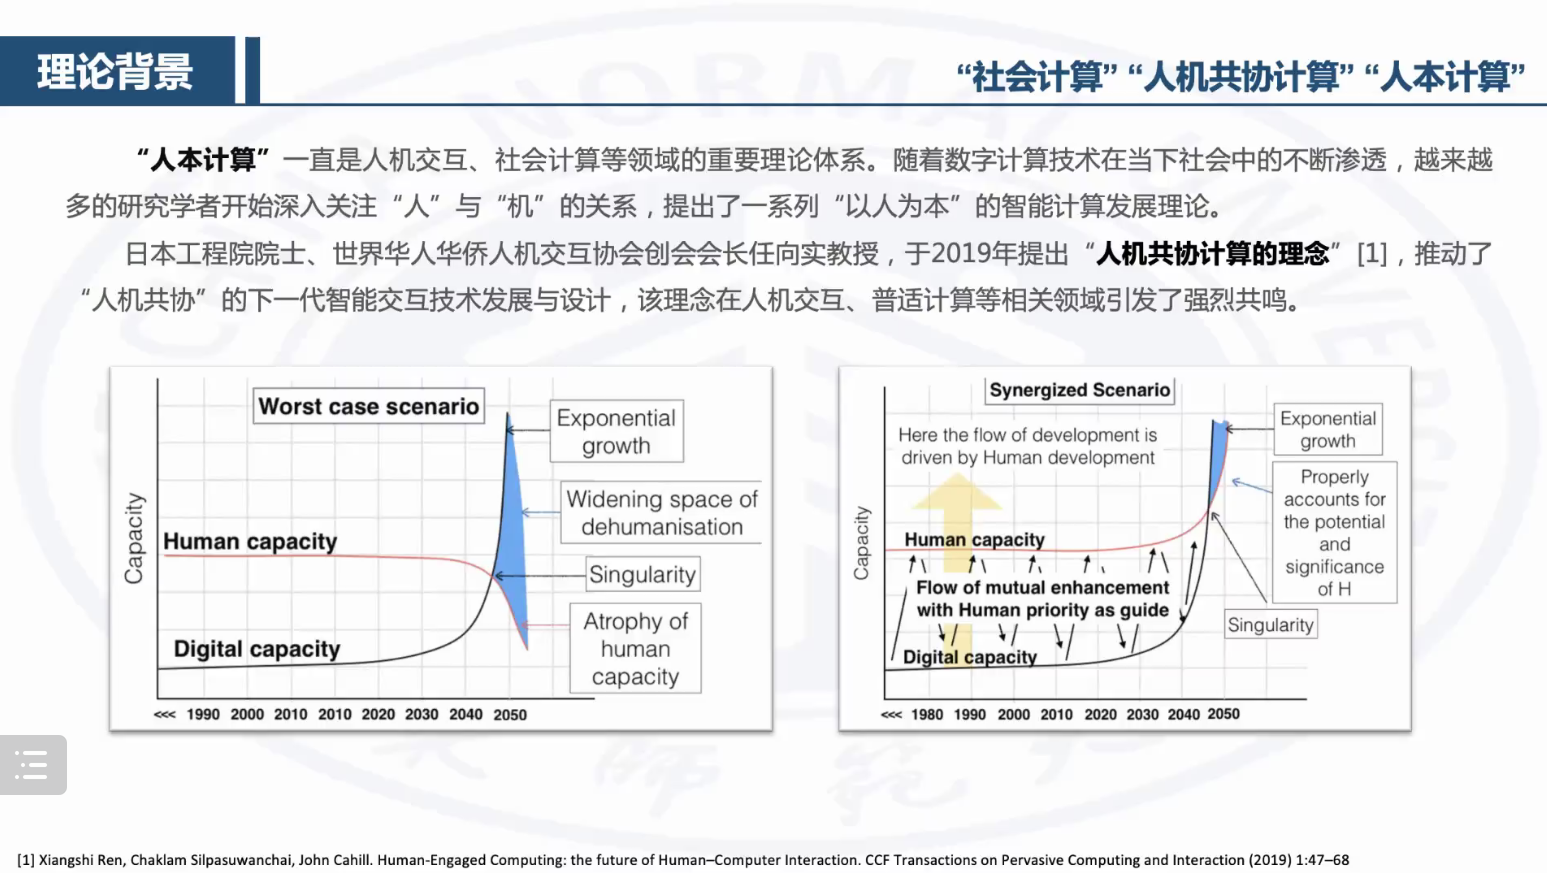 理论背景
“社会计算” “人机共协计算” “人本计算”
“人本计算” 一直是人机交互、社会计算等领域的重要理论体系。随着数字计算技术在当下社会中的不断渗透，越来越
多的研究学者开始深入关注“人”与“机”的关系，提出了一系列“以人为本”的智能计算发展理论。
日本工程院院士、世界华人华侨人机交互协会创会会长任向实教授，于2019年提出“人机共协计算的理念”[1]，推动了
“人机共协”的下一代智能交互技术发展与设计，该理念在人机交互、普适计算等相关领域引发了强烈共鸣。
Worst case scenario
Exponential
growth
Widening space of
dehumanisation
Human capacity
Singularity
Atrophy of
human
capacity
Digital capacity
Capacity
<<< 1990 2000 2010 2010 2020 2030 2040 2050
Synergized Scenario
Here the flow of development is
driven by Human development
Exponential
growth
Properly
accounts for
the potential
and
significance
of H
Human capacity
Flow of mutual enhancement
with Human priority as guide
Singularity
Digital capacity
Capacity
<<< 1980 1990 2000 2010 2020 2030 2040 2050
[1] Xiangshi Ren, Chaklam Silpasuwanchai, John Cahill. Human-Engaged Computing: the future of Human–Computer Interaction. CCF Transactions on Pervasive Computing and Interaction (2019) 1:47–68